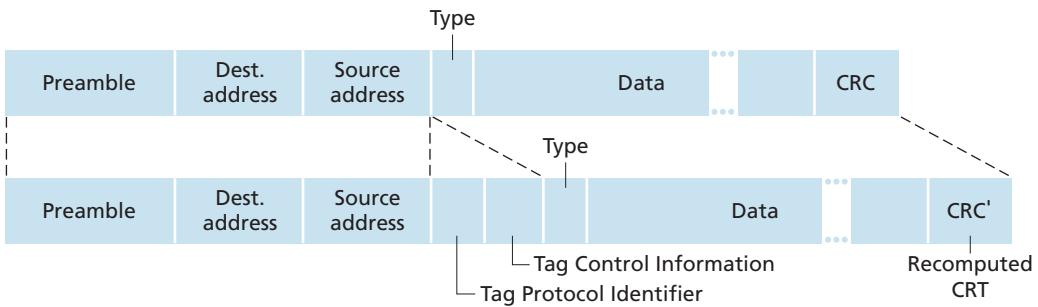 Type
Preamble
Dest.
address
Source
address
Data
CRC
Type
Preamble
Dest.
address
Source
address
Data
CRC'
Tag Control Information
Tag Protocol Identifier
Recomputed
CRT